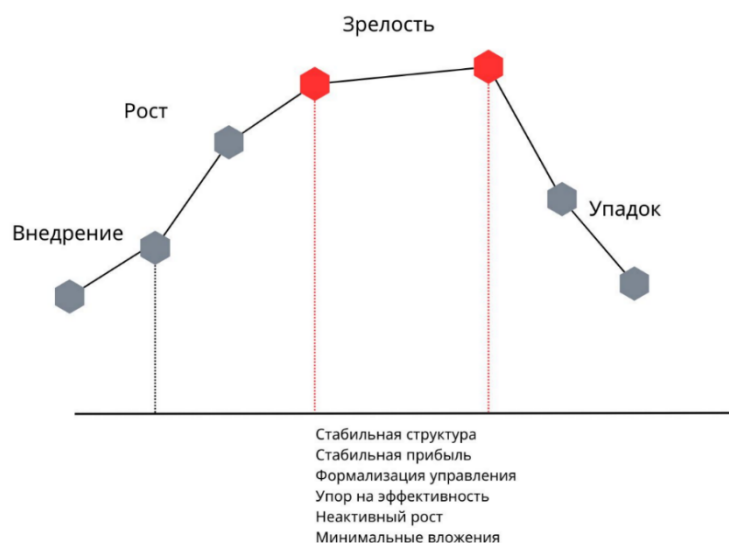 Зрелость
Рост
Внедрение
Упадок
Стабильная структура
Стабильная прибыль
Формализация управления
Упор на эффективность
Неактивный рост
Минимальные вложения